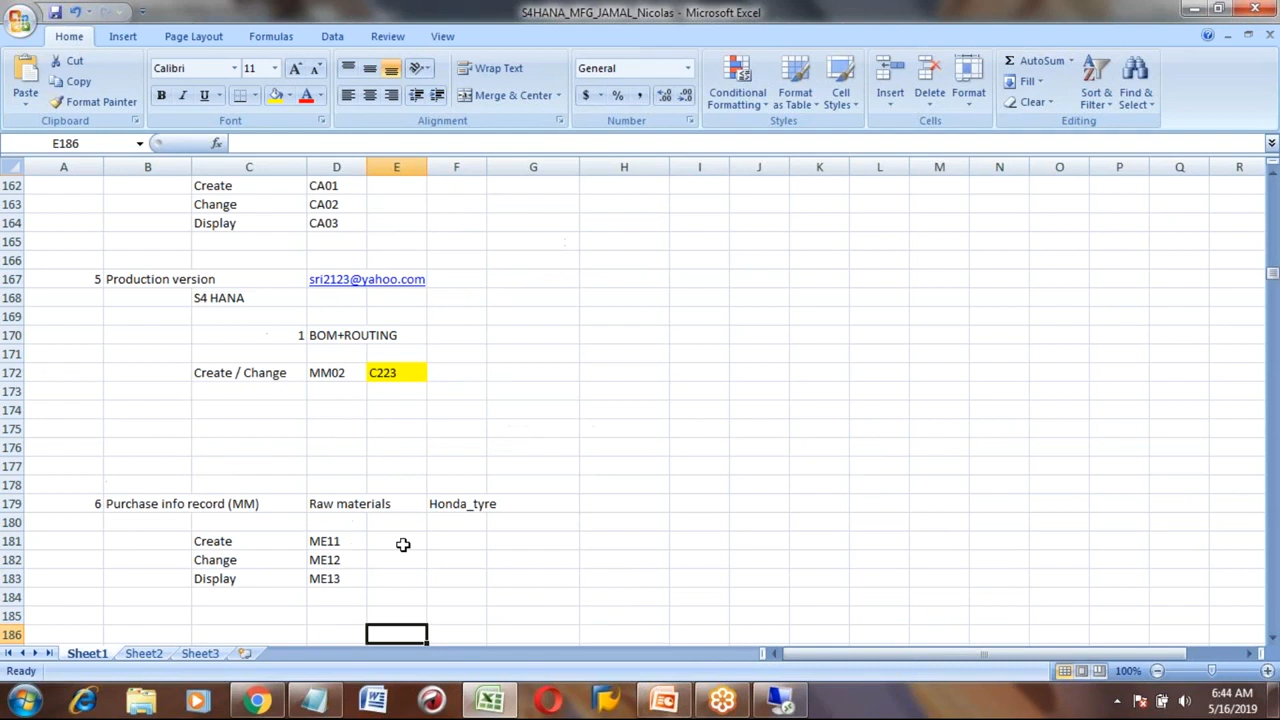 S4HANA_MFG_JAMAL_Nicolas - Microsoft Excel
Home Insert Page Layout Formulas Data Review View
Paste Cut Copy Format Painter Clipboard
Calibri 11 A A B I U A Font
Wrap Text Merge & Center Alignment
General $ % , Number
Conditional Formatting Format as Table Cell Styles Styles
Insert Delete Format Cells
AutoSum Fill Clear Sort & Filter Find & Select Editing
E186 fx
A B C D E F G H I J K L M N O P Q R
162 Create CA01
163 Change CA02
164 Display CA03
165
166
167 5 Production version sri2123@yahoo.com
168 S4 HANA
169
170 1 BOM+ROUTING
171
172 Create / Change MM02 C223
173
174
175
176
177
178
179 6 Purchase info record (MM) Raw materials Honda_tyre
180
181 Create ME11
182 Change ME12
183 Display ME13
184
185
186
Sheet1 Sheet2 Sheet3
Ready 100%
6:44 AM
5/16/2019